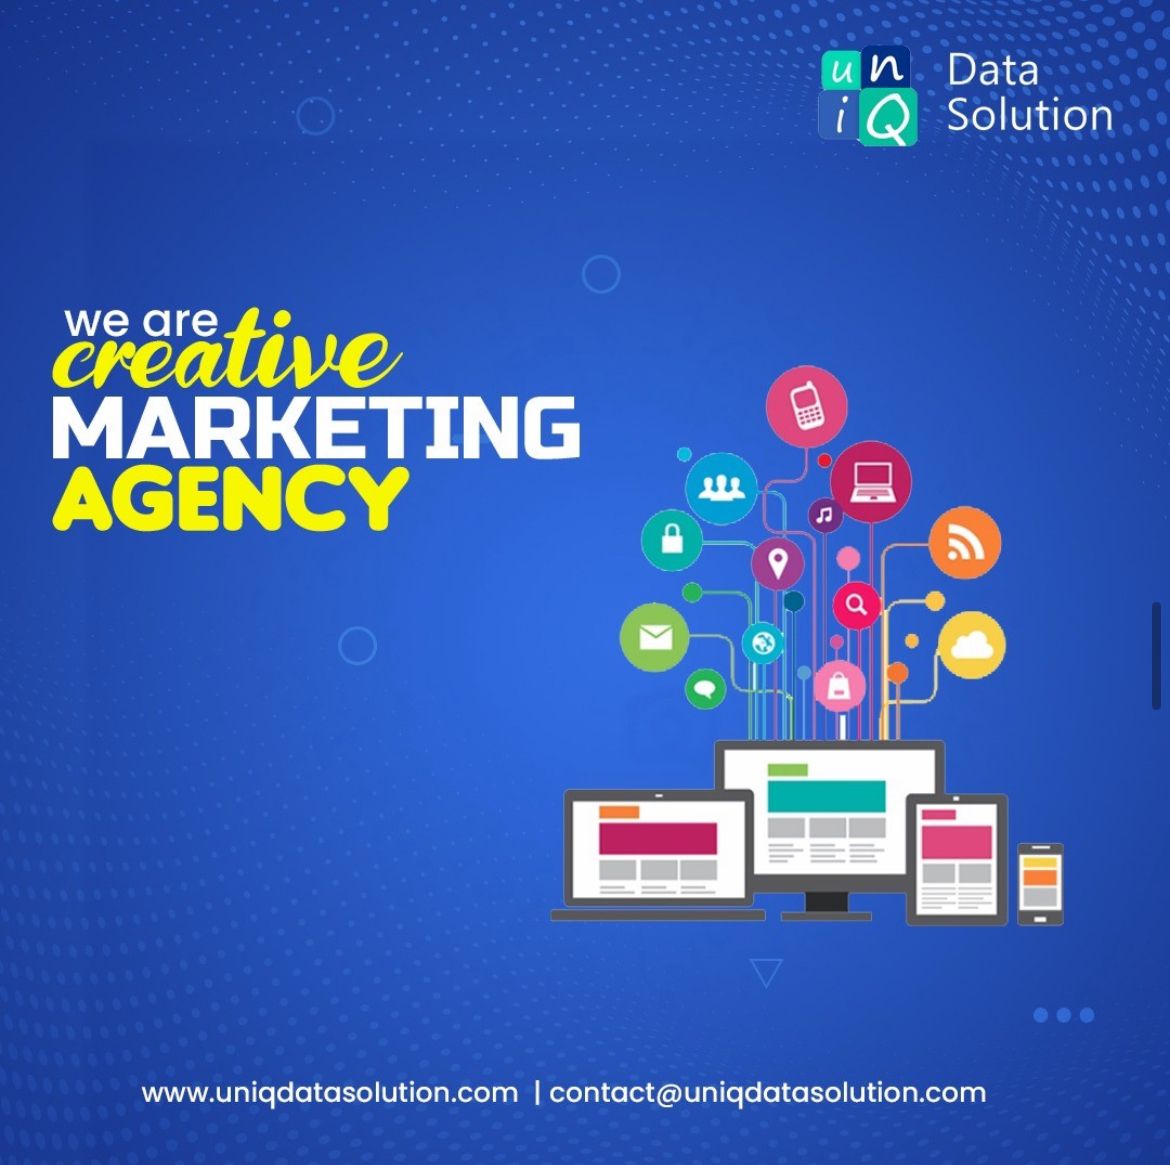 un Data
iQ Solution
we are
creative
MARKETING
AGENCY
www.uniqdatasolution.com | contact@uniqdatasolution.com